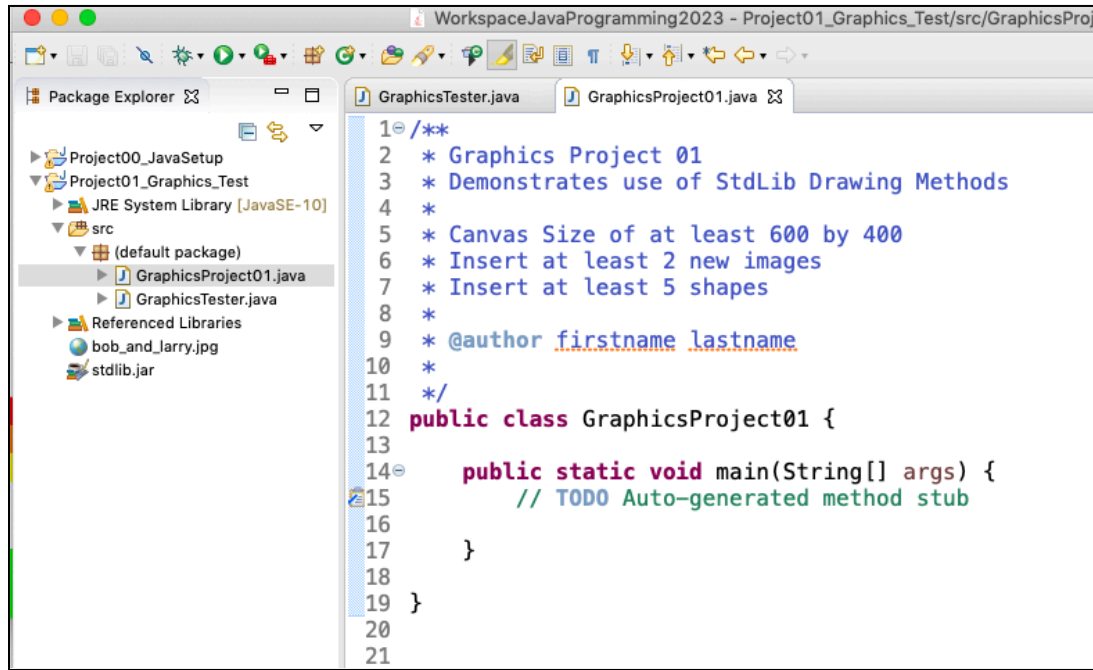 WorkspaceJavaProgramming2023 - Project01_Graphics_Test/src/GraphicsProj
Package Explorer
Project00_JavaSetup
Project01_Graphics_Test
JRE System Library [JavaSE-10]
src
(default package)
GraphicsProject01.java
GraphicsTester.java
Referenced Libraries
bob_and_larry.jpg
stdlib.jar
GraphicsTester.java GraphicsProject01.java
1 /**
2 * Graphics Project 01
3 * Demonstrates use of StdLib Drawing Methods
4 *
5 * Canvas Size of at least 600 by 400
6 * Insert at least 2 new images
7 * Insert at least 5 shapes
8 *
9 * @author firstname lastname
10 *
11 */
12 public class GraphicsProject01 {
13
14 public static void main(String[] args) {
15 // TODO Auto-generated method stub
16
17 }
18
19 }
20
21